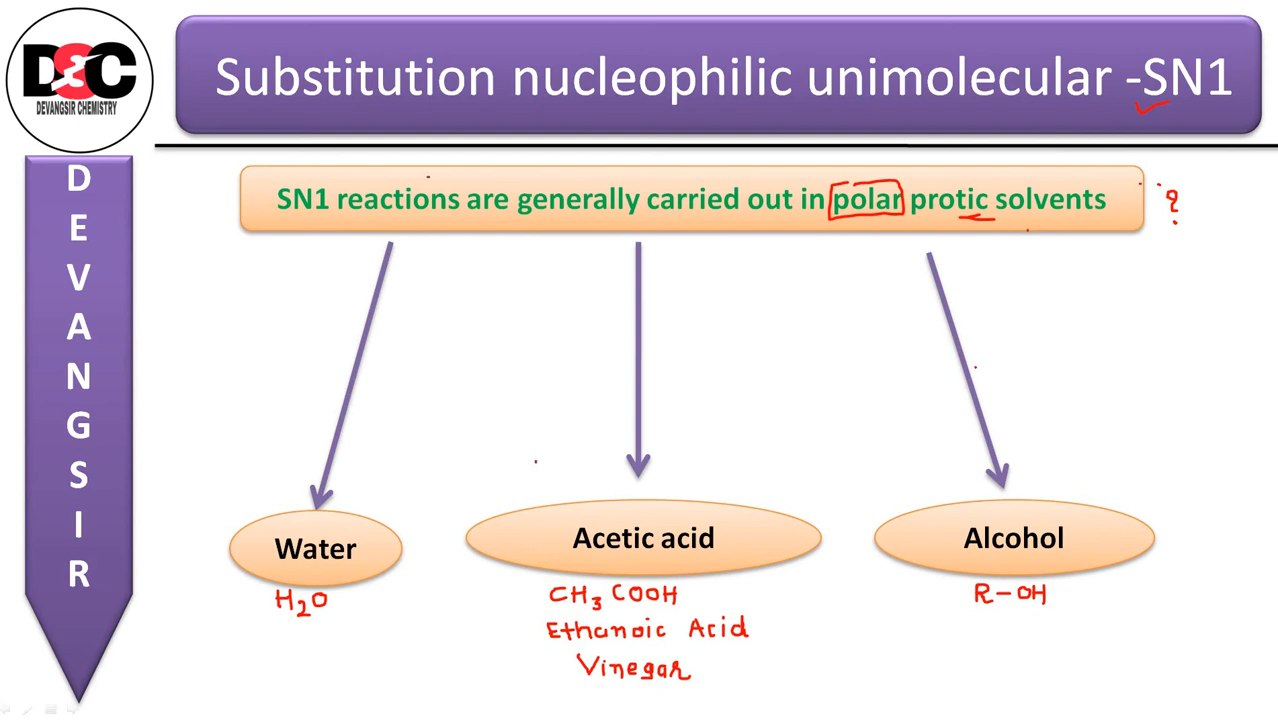 DEC
DEVANGSIR CHEMISTRY
Substitution nucleophilic unimolecular -SN1
D
E
V
A
N
G
S
I
R
SN1 reactions are generally carried out in polar protic solvents ?
Water
Acetic acid
Alcohol
H₂O
CH₃COOH
R-OH
Ethanoic Acid
Vinegar